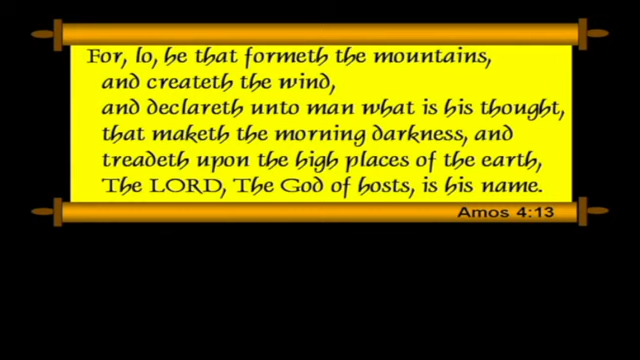 For, lo, he that formeth the mountains,
and createth the wind,
and declareth unto man what is his thought,
that maketh the morning darkness, and
treadeth upon the high places of the earth,
The LORD, The God of hosts, is his name.
Amos 4:13